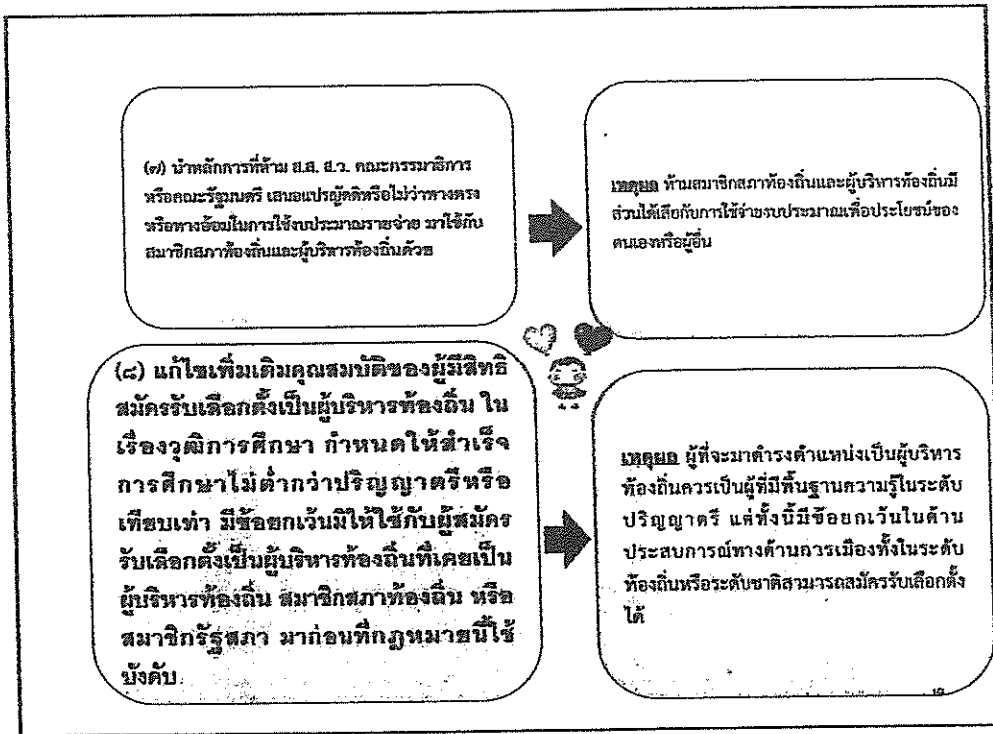 (๗) นำหลักการที่ห้าม ส.ส. ส.ว. คณะกรรมาธิการ
หรือคณะรัฐมนตรี เสนอแปรญัตติหรือไม่ว่าทางตรง
หรือทางอ้อมในการใช้งบประมาณรายจ่าย มาใช้กับ
สมาชิกสภาท้องถิ่นและผู้บริหารท้องถิ่นด้วย
เหตุผล ห้ามสมาชิกสภาท้องถิ่นและผู้บริหารท้องถิ่นมี
ส่วนได้เสียกับการใช้จ่ายงบประมาณเพื่อประโยชน์ของ
ตนเองหรือผู้อื่น
(๘) แก้ไขเพิ่มเติมคุณสมบัติของผู้มีสิทธิ
สมัครรับเลือกตั้งเป็นผู้บริหารท้องถิ่น ใน
เรื่องวุฒิการศึกษา กำหนดให้สำเร็จ
การศึกษาไม่ต่ำกว่าปริญญาตรีหรือ
เทียบเท่า มีข้อยกเว้นมิให้ใช้กับผู้สมัคร
รับเลือกตั้งเป็นผู้บริหารท้องถิ่นที่เคยเป็น
ผู้บริหารท้องถิ่น สมาชิกสภาท้องถิ่น หรือ
สมาชิกรัฐสภา มาก่อนที่กฎหมายนี้ใช้
บังคับ
เหตุผล ผู้ที่จะมาดำรงตำแหน่งเป็นผู้บริหาร
ท้องถิ่นควรเป็นผู้ที่มีพื้นฐานความรู้ในระดับ
ปริญญาตรี แต่ทั้งนี้มีข้อยกเว้นในด้าน
ประสบการณ์ทางด้านการเมืองทั้งในระดับ
ท้องถิ่นหรือระดับชาติสามารถสมัครรับเลือกตั้ง
ได้